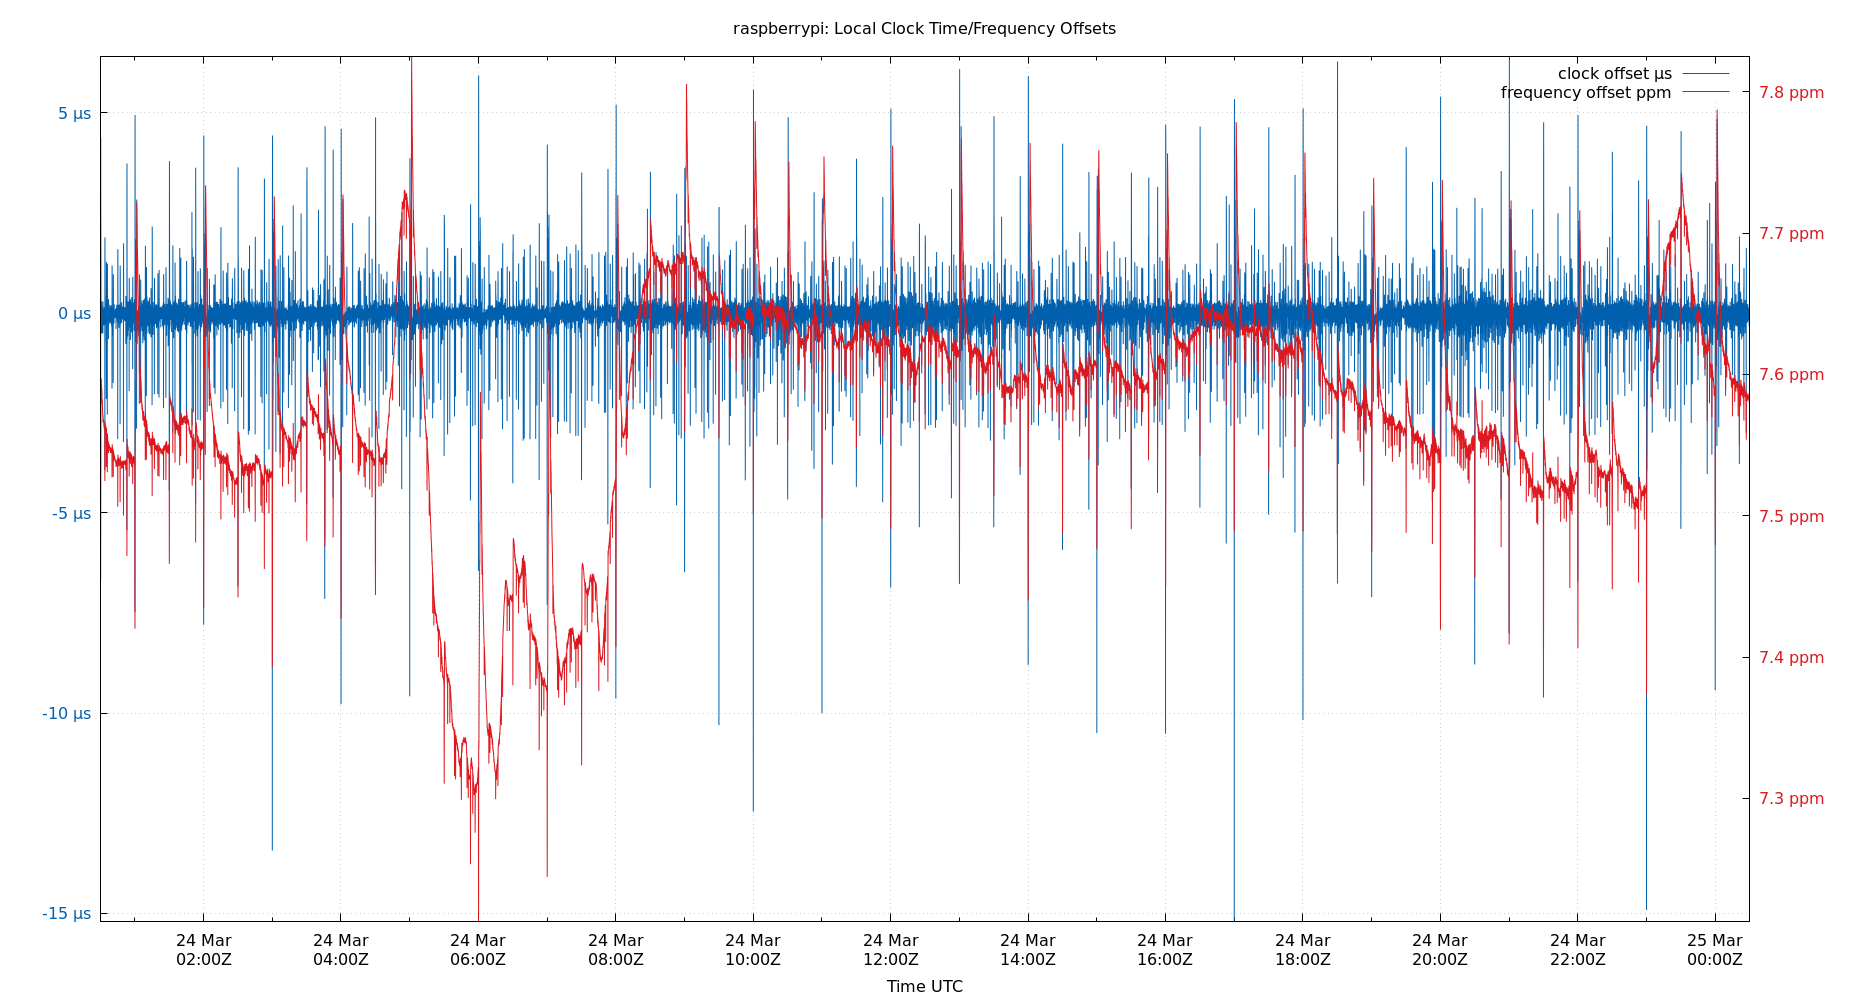 raspberrypi: Local Clock Time/Frequency Offsets
clock offset µs
frequency offset ppm
5 µs
0 µs
-5 µs
-10 µs
-15 µs
7.8 ppm
7.7 ppm
7.6 ppm
7.5 ppm
7.4 ppm
7.3 ppm
24 Mar 24 Mar 24 Mar 24 Mar 24 Mar 24 Mar 24 Mar 24 Mar 24 Mar 24 Mar 24 Mar 25 Mar
02:00Z 04:00Z 06:00Z 08:00Z 10:00Z 12:00Z 14:00Z 16:00Z 18:00Z 20:00Z 22:00Z 00:00Z
Time UTC